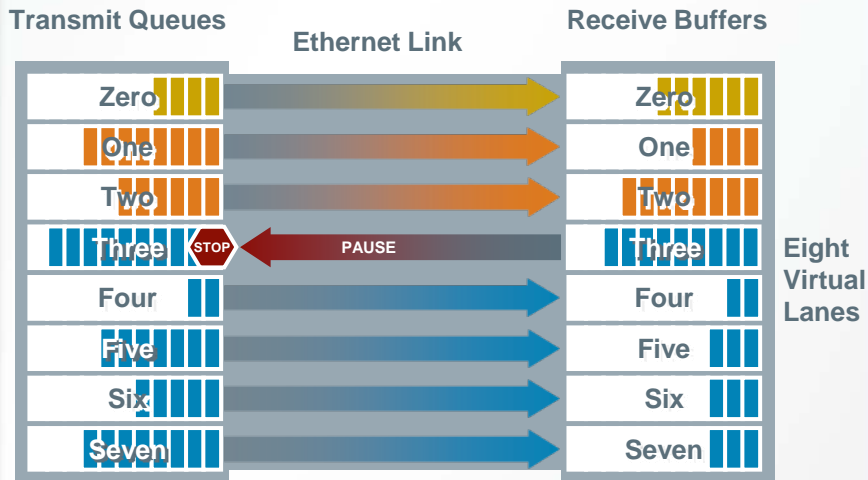 Transmit Queues
Ethernet Link
Receive Buffers
Zero
Zero
One
One
Two
Two
Three
STOP
PAUSE
Three
Four
Four
Five
Five
Six
Six
Seven
Seven
Eight
Virtual
Lanes